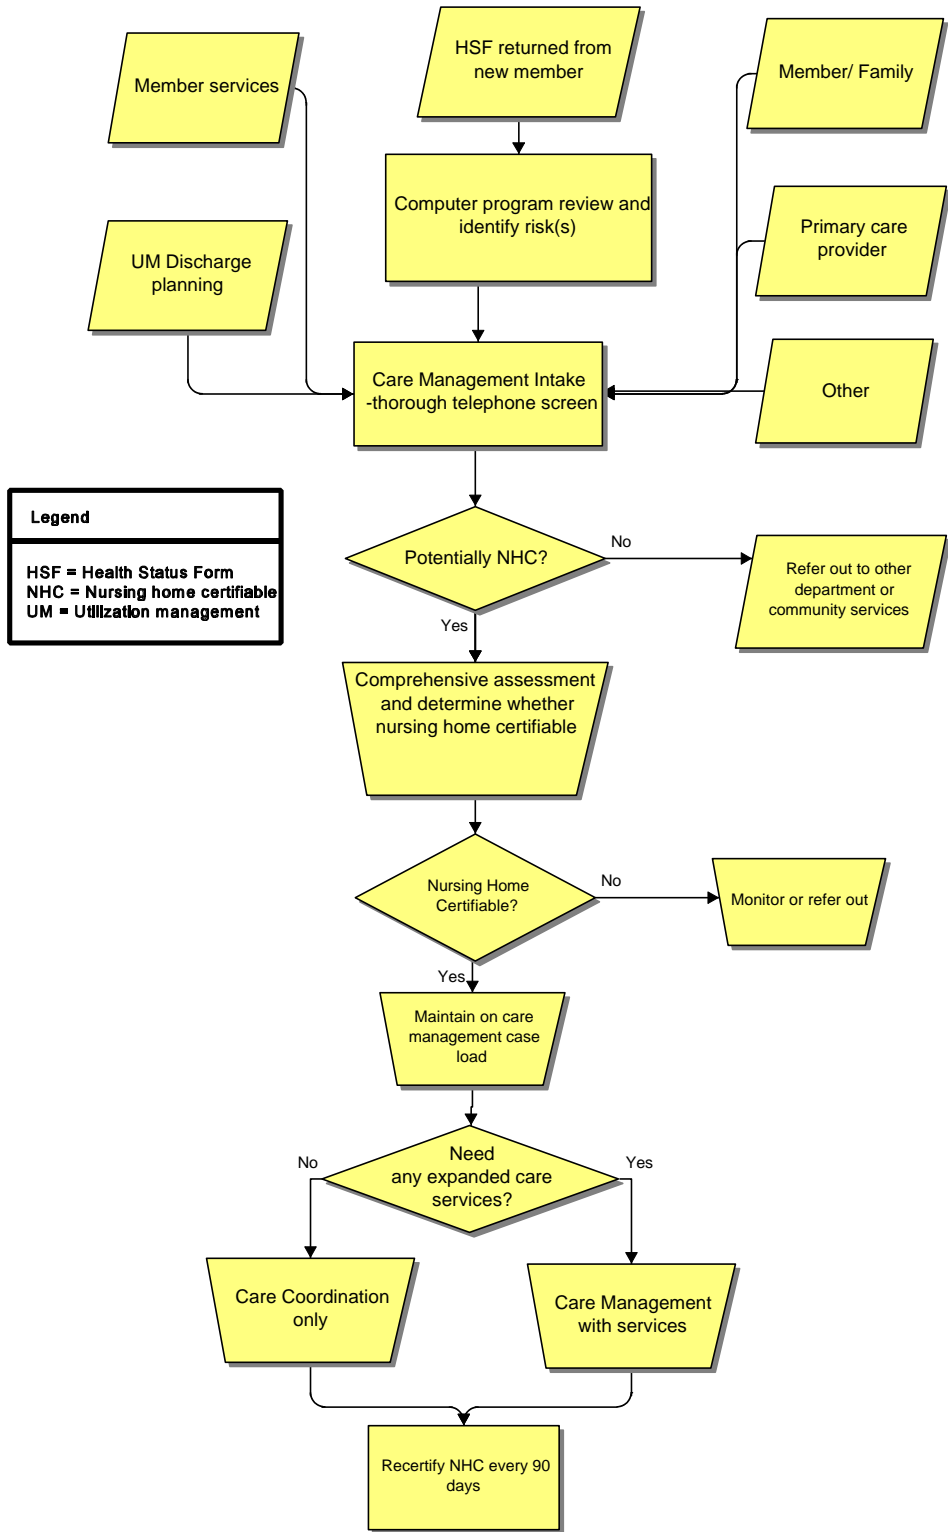 HSF returned from
new member
Member services
Member/ Family
Computer program review and
identify risk(s)
Primary care
provider
UM Discharge
planning
Care Management Intake
-thorough telephone screen
Other
Legend
HSF = Health Status Form
NHC = Nursing home certifiable
UM = Utilization management
Potentially NHC?
No
Refer out to other
department or
community services
Yes
Comprehensive assessment
and determine whether
nursing home certifiable
Nursing Home
Certifiable?
No
Monitor or refer out
Yes
Maintain on care
management case
load
Need
any expanded care
services?
No
Yes
Care Coordination
only
Care Management
with services
Recertify NHC every 90
days